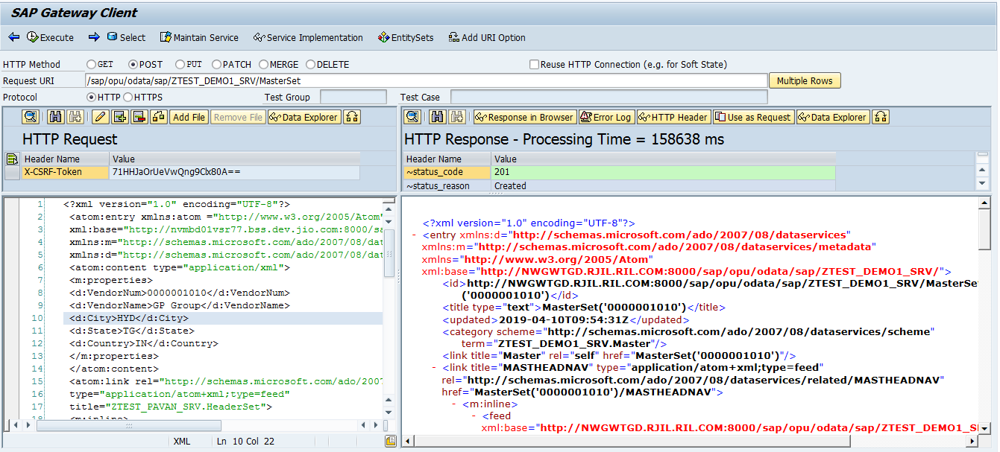 SAP Gateway Client
Execute Select Maintain Service Service Implementation EntitySets Add URI Option
HTTP Method GET POST PUT PATCH MERGE DELETE Reuse HTTP Connection (e.g. for Soft State)
Request URI /sap/opu/odata/sap/ZTEST_DEMO1_SRV/MasterSet Multiple Rows
Protocol HTTP HTTPS Test Group Test Case
Add File Remove File Data Explorer
HTTP Request
Header Name Value
X-CSRF-Token 71HHJaOrUeVwQng9Clx80A==
1 <?xml version="1.0" encoding="UTF-8"?>
2 <atom:entry xmlns:atom ="http://www.w3.org/2005/Atom"
3 xml:base="http://nvmbd01vsr77.bss.dev.jio.com:8000/sa
4 xmlns:m="http://schemas.microsoft.com/ado/2007/08/dat
5 xmlns:d="http://schemas.microsoft.com/ado/2007/08/dat
6 <atom:content type="application/xml">
7 <m:properties>
8 <d:VendorNum>0000001010</d:VendorNum>
9 <d:VendorName>GP Group</d:VendorName>
10 <d:City>HYD</d:City>
11 <d:State>TG</d:State>
12 <d:Country>IN</d:Country>
13 </m:properties>
14 </atom:content>
15 <atom:link rel="http://schemas.microsoft.com/ado/2007
16 type="application/atom+xml;type=feed"
17 title="ZTEST_PAVAN_SRV.HeaderSet">
18 <m:inline>
XML Ln 10 Col 22
Response in Browser Error Log HTTP Header Use as Request Data Explorer
HTTP Response - Processing Time = 158638 ms
Header Name Value
~status_code 201
~status_reason Created
<?xml version="1.0" encoding="UTF-8"?>
- <entry xmlns:d="http://schemas.microsoft.com/ado/2007/08/dataservices"
xmlns:m="http://schemas.microsoft.com/ado/2007/08/dataservices/metadata"
xmlns="http://www.w3.org/2005/Atom"
xml:base="http://NWGWTGD.RJIL.RIL.COM:8000/sap/opu/odata/sap/ZTEST_DEMO1_SRV/">
<id>http://NWGWTGD.RJIL.RIL.COM:8000/sap/opu/odata/sap/ZTEST_DEMO1_SRV/MasterSe
('0000001010')</id>
<title type="text">MasterSet('0000001010')</title>
<updated>2019-04-10T09:54:31Z</updated>
<category scheme="http://schemas.microsoft.com/ado/2007/08/dataservices/scheme"
term="ZTEST_DEMO1_SRV.Master"/>
<link title="Master" rel="self" href="MasterSet('0000001010')"/>
- <link title="MASTHEADNAV" type="application/atom+xml;type=feed"
rel="http://schemas.microsoft.com/ado/2007/08/dataservices/related/MASTHEADNAV"
href="MasterSet('0000001010')/MASTHEADNAV">
- <m:inline>
- <feed
xml:base="http://NWGWTGD.RJIL.RIL.COM:8000/sap/opu/odata/sap/ZTEST_DEMO1_S